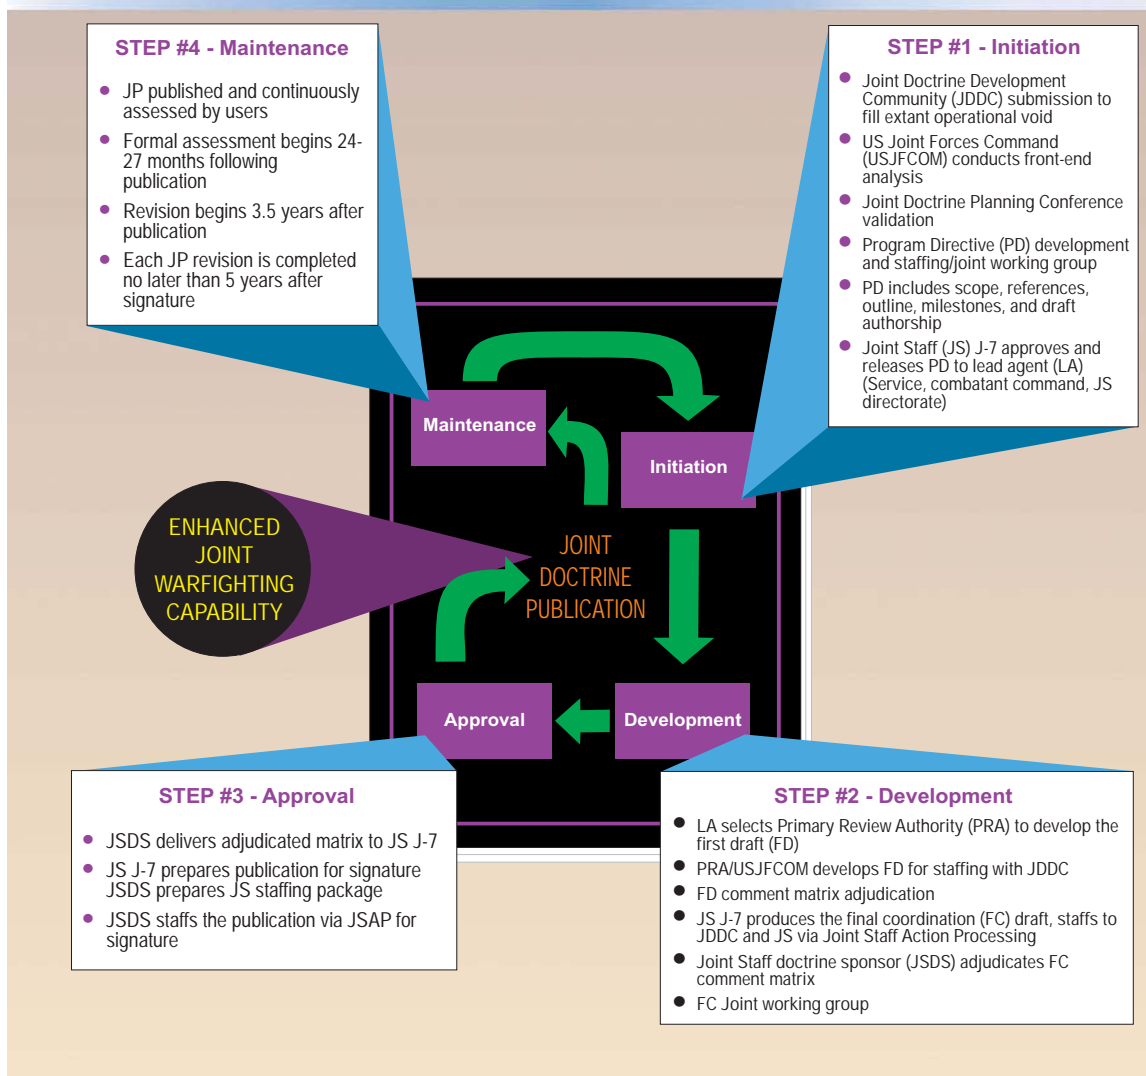 STEP #4 - Maintenance
• JP published and continuously
assessed by users
• Formal assessment begins 24-
27 months following
publication
• Revision begins 3.5 years after
publication
• Each JP revision is completed
no later than 5 years after
signature
STEP #1 - Initiation
• Joint Doctrine Development
Community (JDDC) submission to
fill extant operational void
• US Joint Forces Command
(USJFCOM) conducts front-end
analysis
• Joint Doctrine Planning Conference
validation
• Program Directive (PD) development
and staffing/joint working group
• PD includes scope, references,
outline, milestones, and draft
authorship
• Joint Staff (JS) J-7 approves and
releases PD to lead agent (LA)
(Service, combatant command, JS
directorate)
Maintenance
Initiation
ENHANCED
JOINT
WARFIGHTING
CAPABILITY
JOINT
DOCTRINE
PUBLICATION
Approval
Development
STEP #3 - Approval
• JSDS delivers adjudicated matrix to JS J-7
• JS J-7 prepares publication for signature
JSDS prepares JS staffing package
• JSDS staffs the publication via JSAP for
signature
STEP #2 - Development
• LA selects Primary Review Authority (PRA) to develop the
first draft (FD)
• PRA/USJFCOM develops FD for staffing with JDDC
• FD comment matrix adjudication
• JS J-7 produces the final coordination (FC) draft, staffs to
JDDC and JS via Joint Staff Action Processing
• Joint Staff doctrine sponsor (JSDS) adjudicates FC
comment matrix
• FC Joint working group